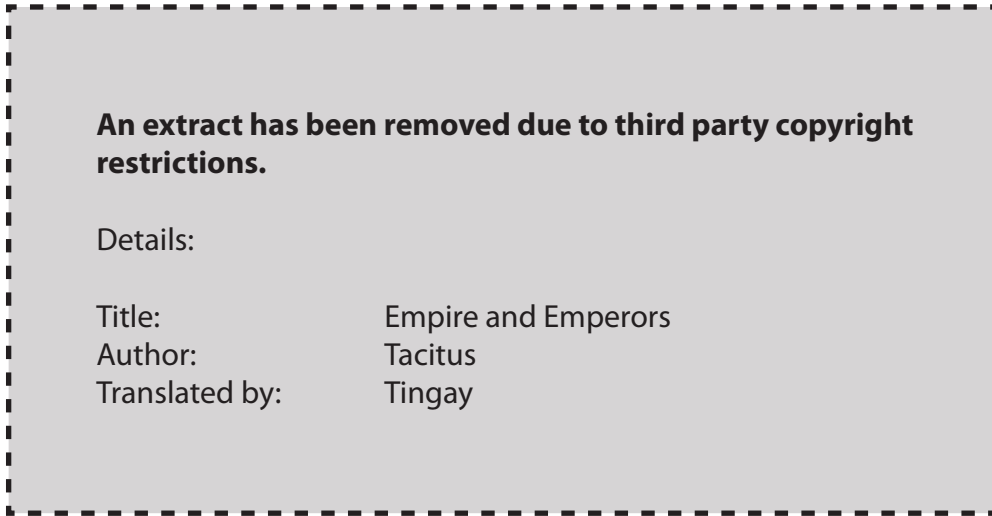 An extract has been removed due to third party copyright
restrictions.
Details:
Title: Empire and Emperors
Author: Tacitus
Translated by: Tingay